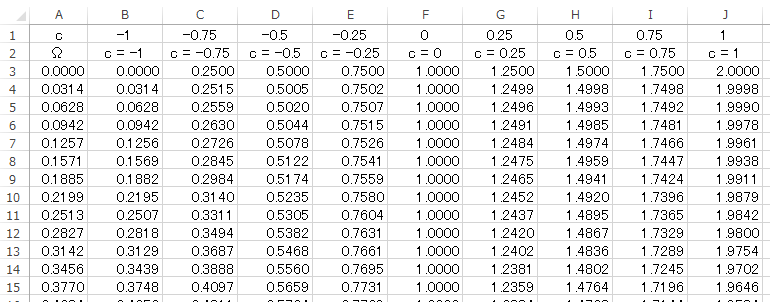 A B C D E F G H I J
1 c -1 -0.75 -0.5 -0.25 0 0.25 0.5 0.75 1
2 Ω c = -1 c = -0.75 c = -0.5 c = -0.25 c = 0 c = 0.25 c = 0.5 c = 0.75 c = 1
3 0.0000 0.0000 0.2500 0.5000 0.7500 1.0000 1.2500 1.5000 1.7500 2.0000
4 0.0314 0.0314 0.2515 0.5005 0.7502 1.0000 1.2499 1.4998 1.7498 1.9998
5 0.0628 0.0628 0.2559 0.5020 0.7507 1.0000 1.2496 1.4993 1.7492 1.9990
6 0.0942 0.0942 0.2630 0.5044 0.7515 1.0000 1.2491 1.4985 1.7481 1.9978
7 0.1257 0.1256 0.2726 0.5078 0.7526 1.0000 1.2484 1.4974 1.7466 1.9961
8 0.1571 0.1569 0.2845 0.5122 0.7541 1.0000 1.2475 1.4959 1.7447 1.9938
9 0.1885 0.1882 0.2984 0.5174 0.7559 1.0000 1.2465 1.4941 1.7424 1.9911
10 0.2199 0.2195 0.3140 0.5235 0.7580 1.0000 1.2452 1.4920 1.7396 1.9879
11 0.2513 0.2507 0.3311 0.5305 0.7604 1.0000 1.2437 1.4895 1.7365 1.9842
12 0.2827 0.2818 0.3494 0.5382 0.7631 1.0000 1.2420 1.4867 1.7329 1.9800
13 0.3142 0.3129 0.3687 0.5468 0.7661 1.0000 1.2402 1.4836 1.7289 1.9754
14 0.3456 0.3439 0.3888 0.5560 0.7695 1.0000 1.2381 1.4802 1.7245 1.9702
15 0.3770 0.3748 0.4097 0.5659 0.7731 1.0000 1.2359 1.4764 1.7196 1.9646